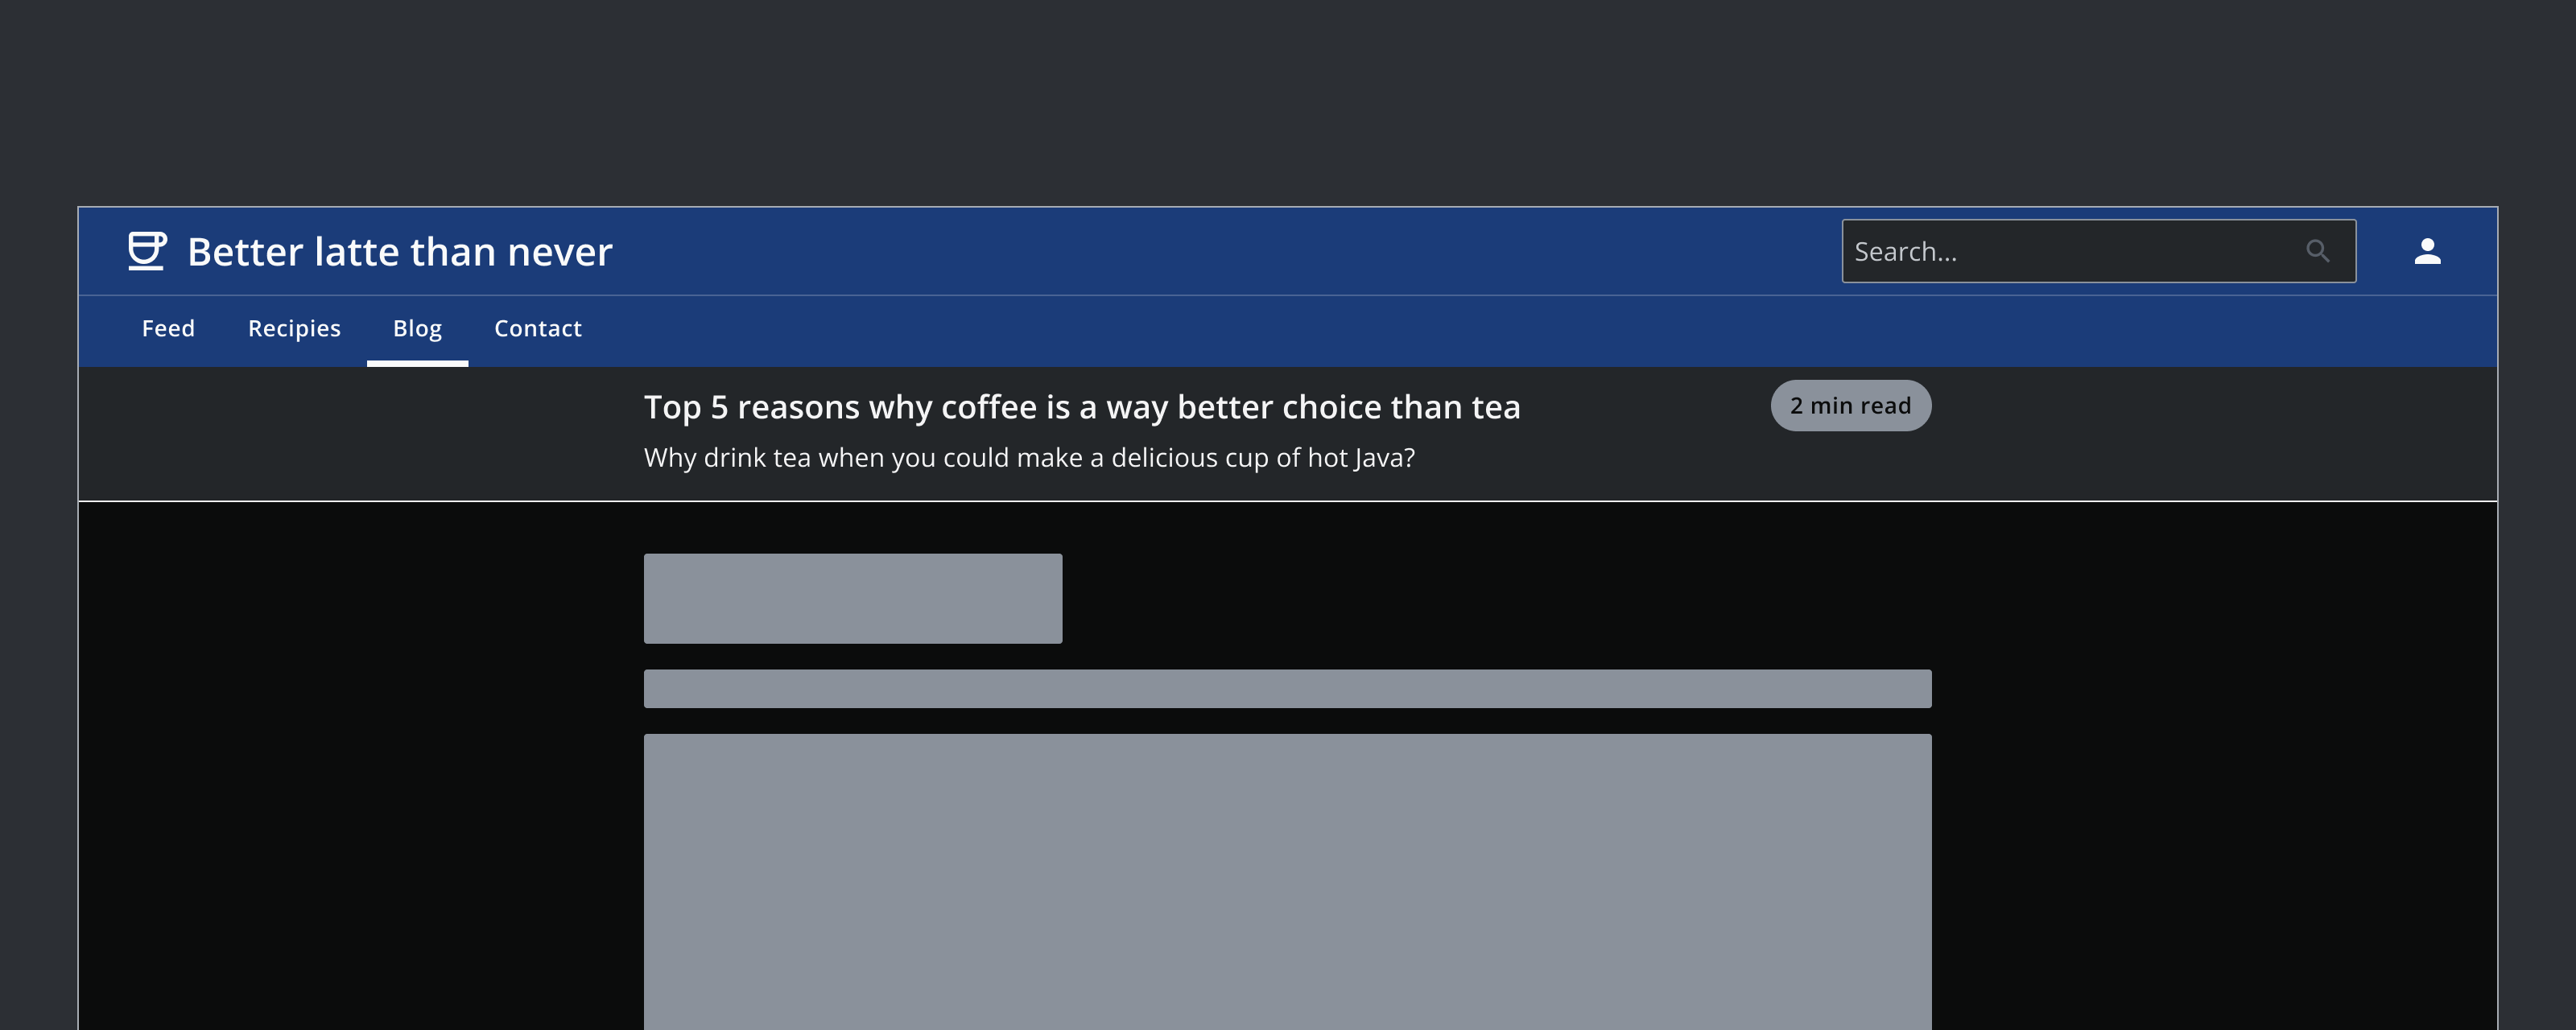 Better latte than never
Search...
Feed
Recipies
Blog
Contact
Top 5 reasons why coffee is a way better choice than tea
2 min read
Why drink tea when you could make a delicious cup of hot Java?